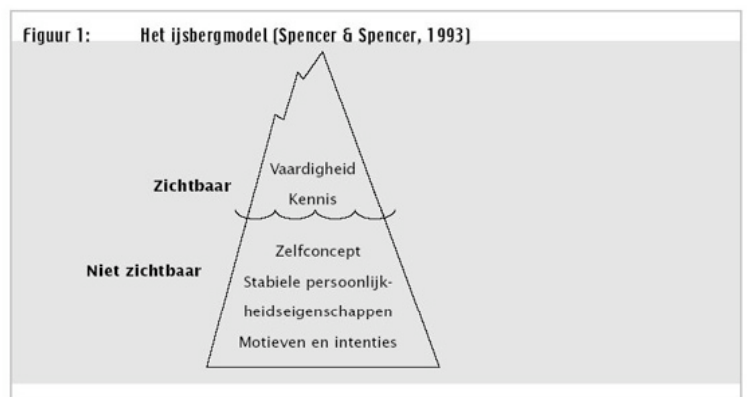 Figuur 1: Het ijsbergmodel (Spencer & Spencer, 1993)
Vaardigheid
Zichtbaar
Kennis
Zelfconcept
Niet zichtbaar
Stabiele persoonlijk-
heidseigenschappen
Motieven en intenties